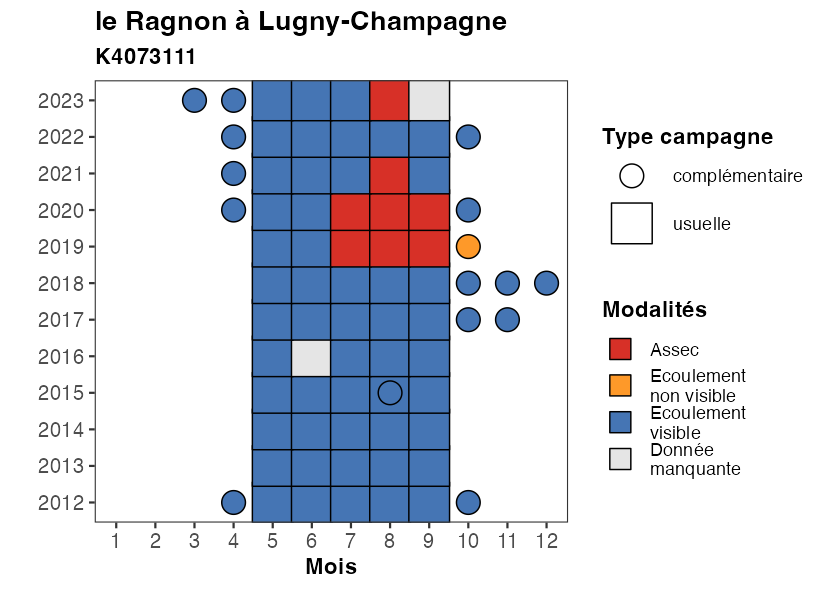 le Ragnon à Lugny-Champagne
K4073111
2023
2022
2021
2020
2019
2018
2017
2016
2015
2014
2013
2012
1 2 3 4 5 6 7 8 9 10 11 12
Mois
Type campagne
complémentaire
usuelle
Modalités
Assec
Ecoulement
non visible
Ecoulement
visible
Donnée
manquante